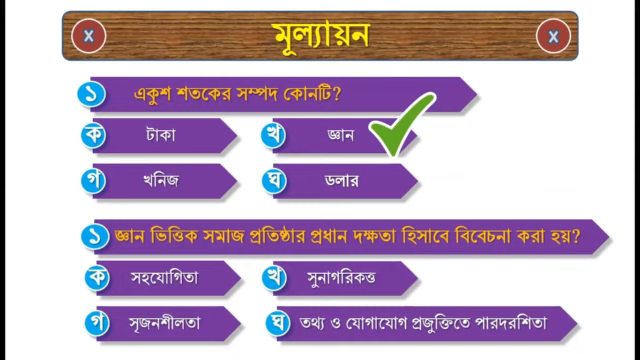 x মূল্যায়ন x
১ একুশ শতকের সম্পদ কোনটি?
ক টাকা খ জ্ঞান
গ খনিজ ঘ ডলার
১ জ্ঞান ভিত্তিক সমাজ প্রতিষ্ঠার প্রধান দক্ষতা হিসাবে বিবেচনা করা হয়?
ক সহযোগিতা খ সুনাগরিকত্ত
গ সৃজনশীলতা ঘ তথ্য ও যোগাযোগ প্রজুক্তিতে পারদরশিতা